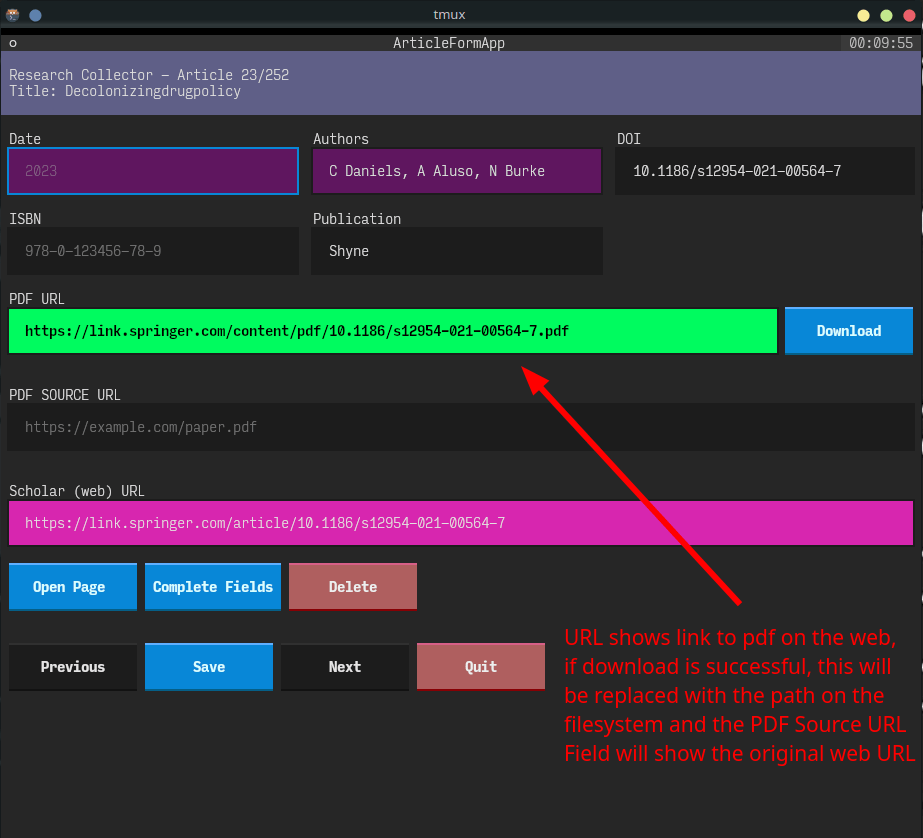 tmux
ArticleFormApp 00:09:55
Research Collector – Article 23/252
Title: Decolonizingdrugpolicy
Date Authors DOI
2023 C Daniels, A Aluso, N Burke 10.1186/s12954-021-00564-7
ISBN Publication
978-0-123456-78-9 Shyne
PDF URL
https://link.springer.com/content/pdf/10.1186/s12954-021-00564-7.pdf Download
PDF SOURCE URL
https://example.com/paper.pdf
Scholar (web) URL
https://link.springer.com/article/10.1186/s12954-021-00564-7
Open Page Complete Fields Delete
Previous Save Next Quit
URL shows link to pdf on the web,
if download is successful, this will
be replaced with the path on the
filesystem and the PDF Source URL
Field will show the original web URL